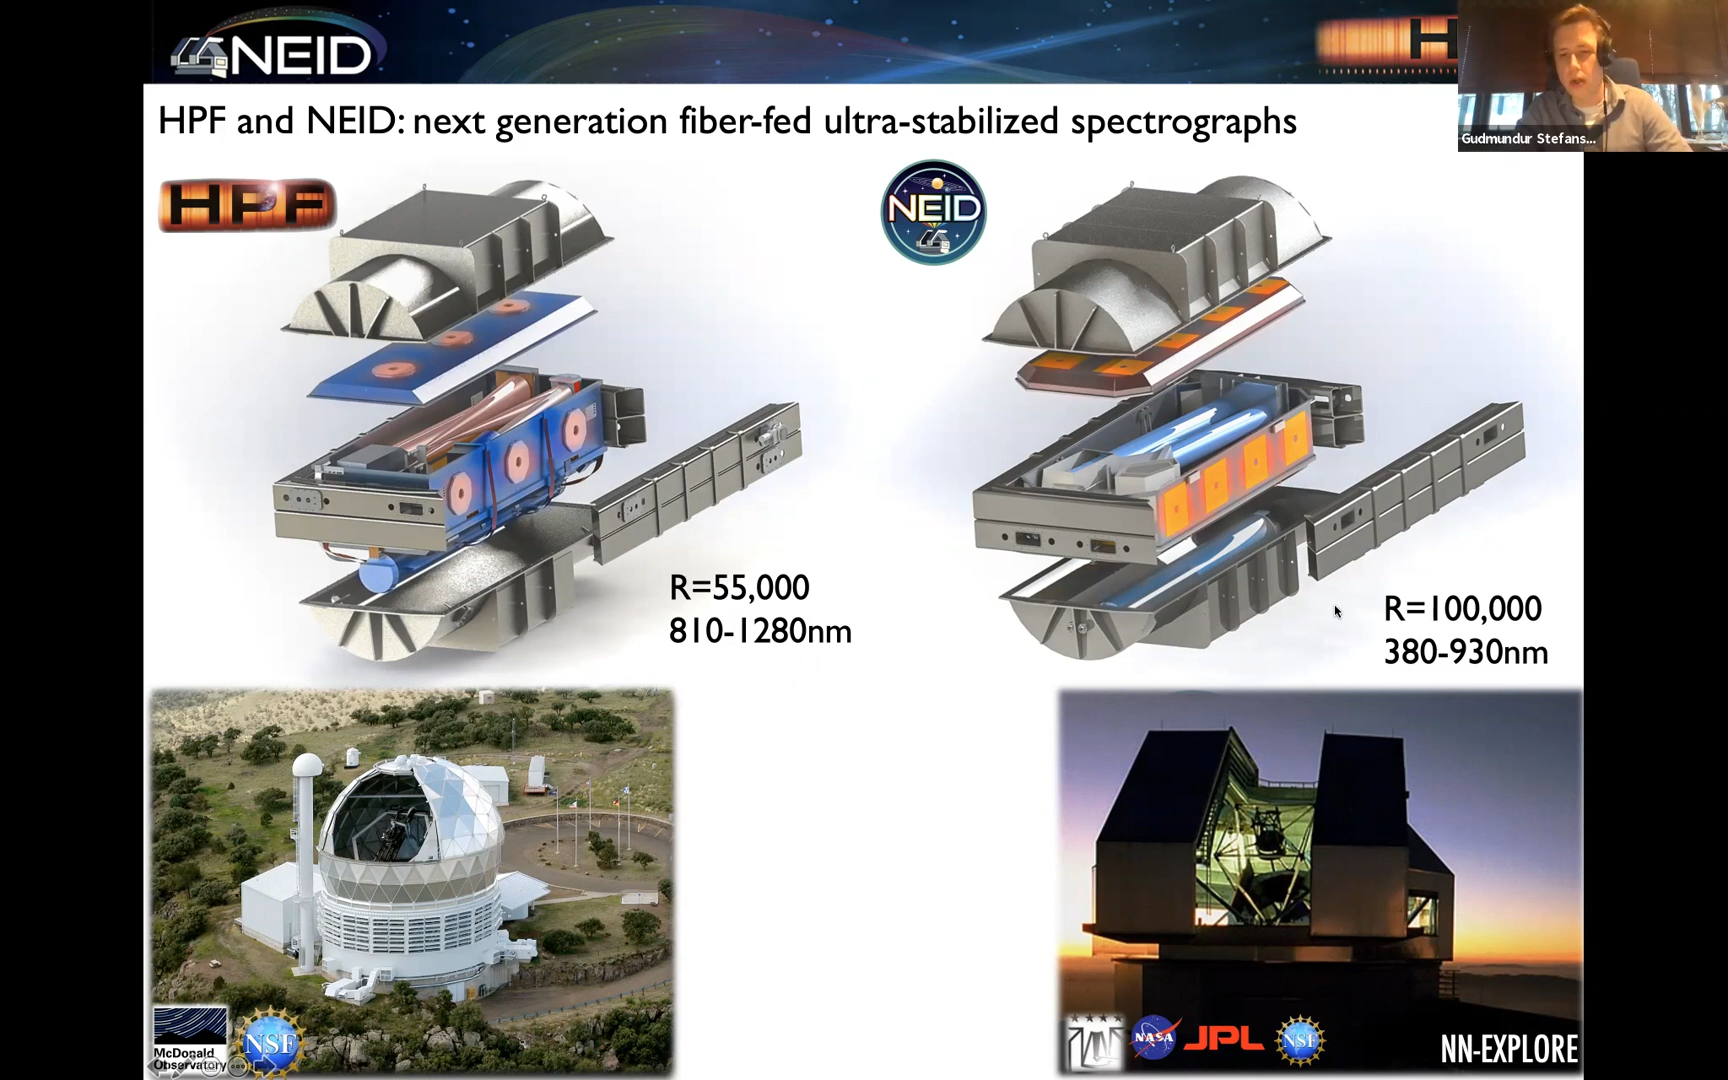 NEID
H
Gudmundur Stefans...
HPF and NEID: next generation fiber-fed ultra-stabilized spectrographs
HPF
NEID
R=55,000
810-1280nm
R=100,000
380-930nm
McDonald
Observatory
NSF
NASA
JPL
NSF
NN-EXPLORE